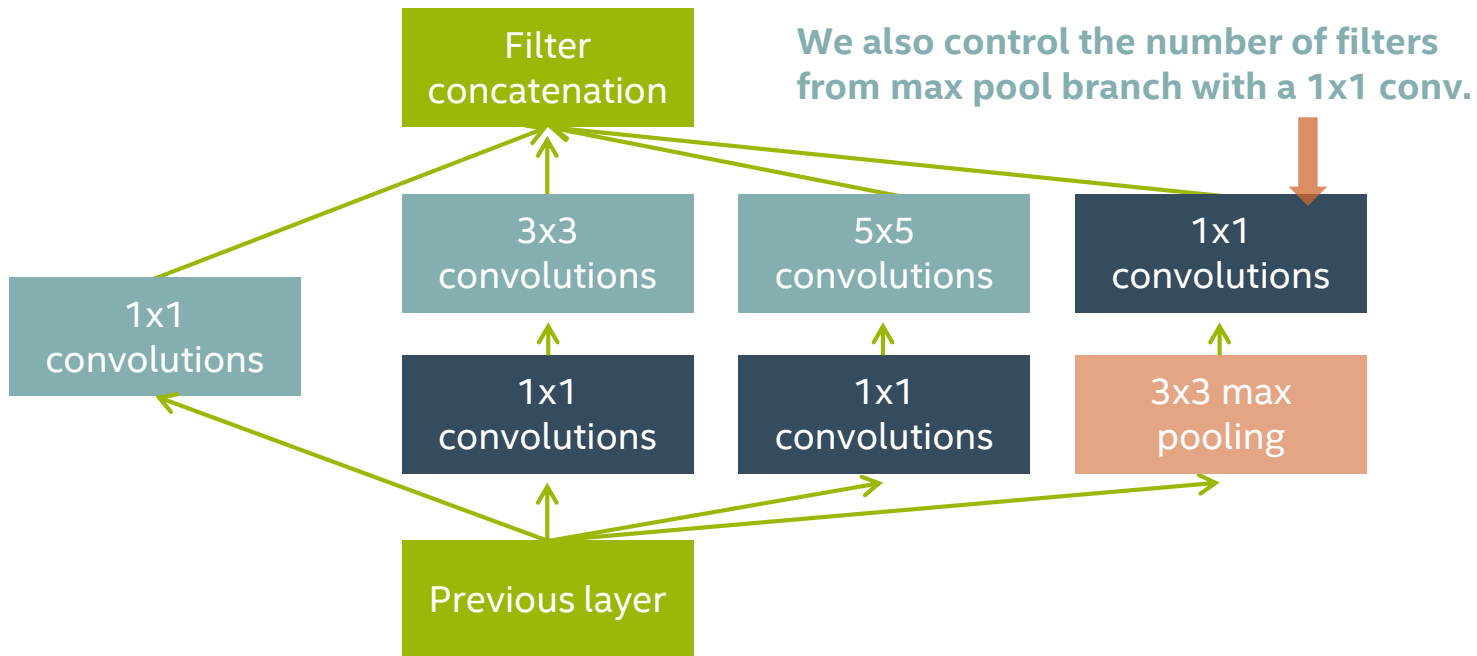 Filter
concatenation
We also control the number of filters
from max pool branch with a 1x1 conv.
1x1
convolutions
3x3
convolutions
5x5
convolutions
1x1
convolutions
1x1
convolutions
1x1
convolutions
3x3 max
pooling
Previous layer